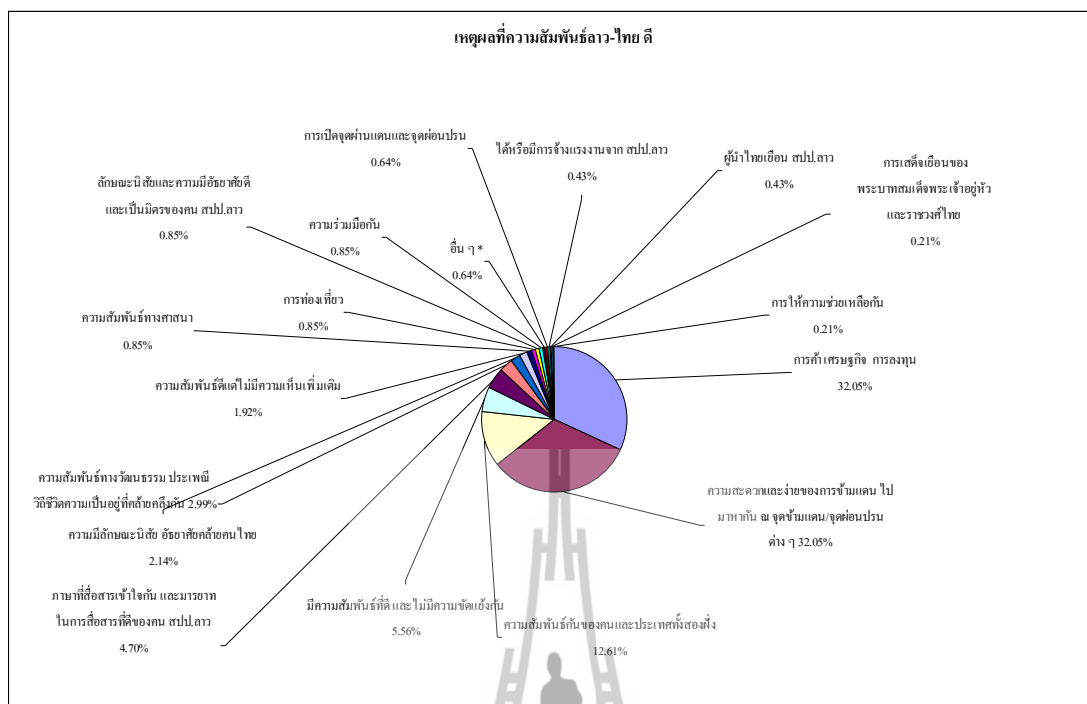 เหตุผลที่ความสัมพันธ์ลาว-ไทย ดี
การเปิดจุดผ่านแดนและจุดผ่อนปรน
0.64%
ได้หรือมีการจ้างแรงงานจาก สปป.ลาว
0.43%
ผู้นำไทยเยือน สปป.ลาว
0.43%
การเสด็จเยือนของ
พระบาทสมเด็จพระเจ้าอยู่หัว
และราชวงศ์ไทย
0.21%
ลักษณะนิสัยและความมีอัธยาศัยดี
และเป็นมิตรของคน สปป.ลาว
0.85%
ความร่วมมือกัน
0.85%
อื่น ๆ *
0.64%
การท่องเที่ยว
0.85%
การให้ความช่วยเหลือกัน
0.21%
ความสัมพันธ์ทางศาสนา
0.85%
การค้า เศรษฐกิจ การลงทุน
32.05%
ความสัมพันธ์ดีแต่ไม่มีความเห็นเพิ่มเติม
1.92%
ความสัมพันธ์ทางวัฒนธรรม ประเพณี
วิถีชีวิตความเป็นอยู่ที่คล้ายคลึงกัน 2.99%
ความสะดวกและง่ายของการข้ามแดน ไป
มาหากัน ณ จุดข้ามแดน/จุดผ่อนปรน
ต่าง ๆ 32.05%
ความมีลักษณะนิสัย อัธยาศัยคล้ายคนไทย
2.14%
ภาษาที่สื่อสารเข้าใจกัน และมารยาท
ในการสื่อสารที่ดีของคน สปป.ลาว
4.70%
มีความสัมพันธ์ที่ดี และไม่มีความขัดแย้งกัน
5.56%
ความสัมพันธ์กันของคนและประเทศทั้งสองฝั่ง
12.61%